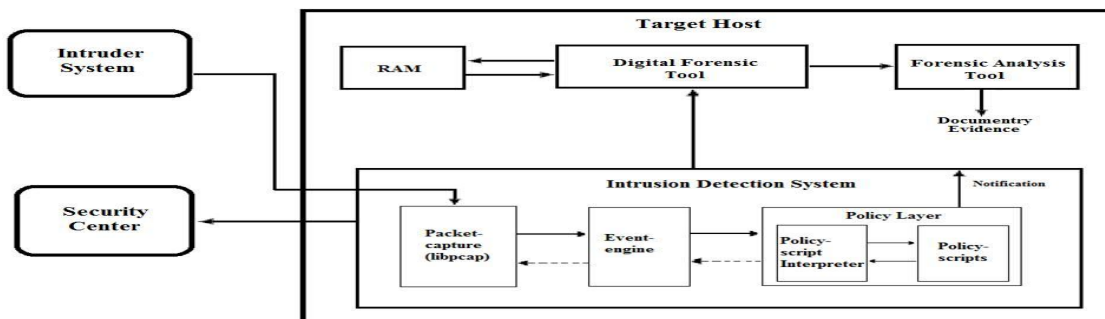 Target Host
Intruder
System
RAM
Digital Forensic
Tool
Forensic Analysis
Tool
Documentry
Evidence
Intrusion Detection System
Notification
Security
Center
Packet-
capture
(libpcap)
Event-
engine
Policy Layer
Policy-
script
Interpreter
Policy-
scripts